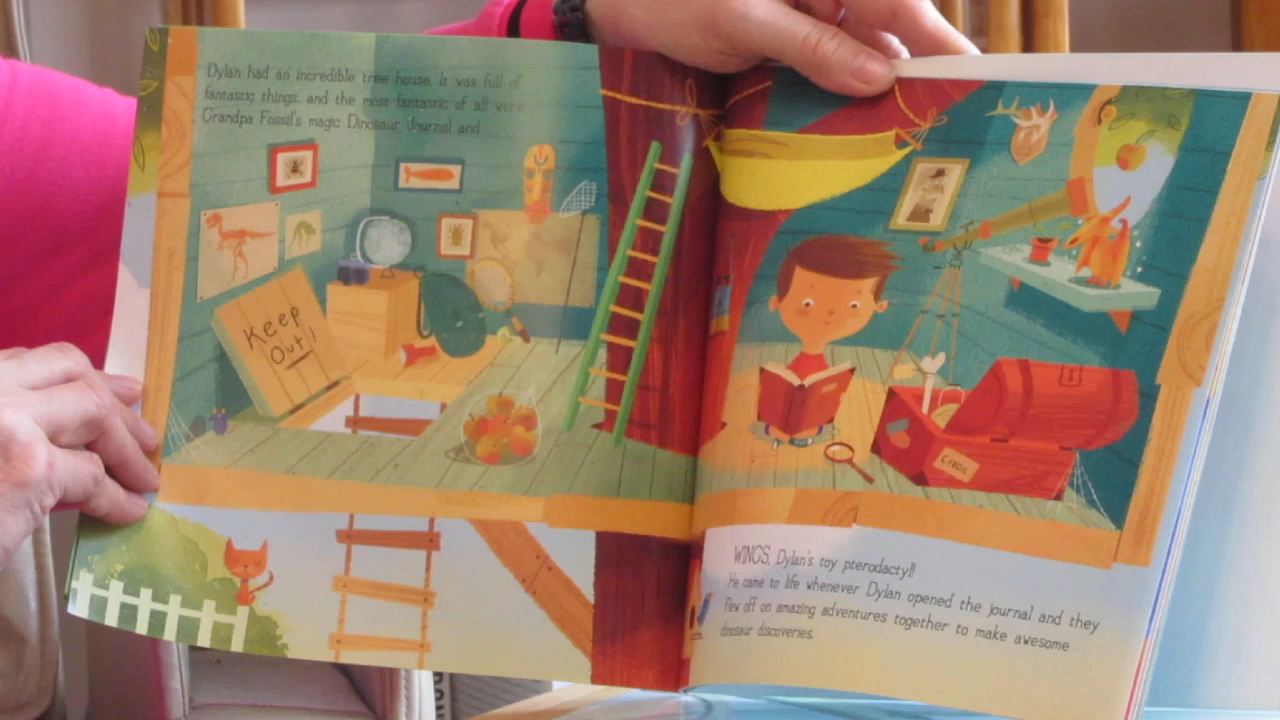 Dylan had an incredible tree house. It was full of
fantastic things, and the most fantastic of all were
Grandpa Fossil's magic Dinosaur Journal and
Keep
Out!
G Fossil
WINGS, Dylan's toy pterodactyl!
He came to life whenever Dylan opened the journal and they
flew off on amazing adventures together to make awesome
dinosaur discoveries.